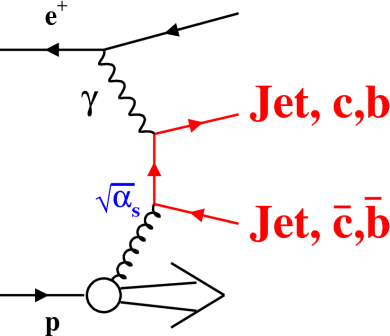 e⁺
γ
Jet, c,b
√αₛ
Jet, c̄,b̄
p